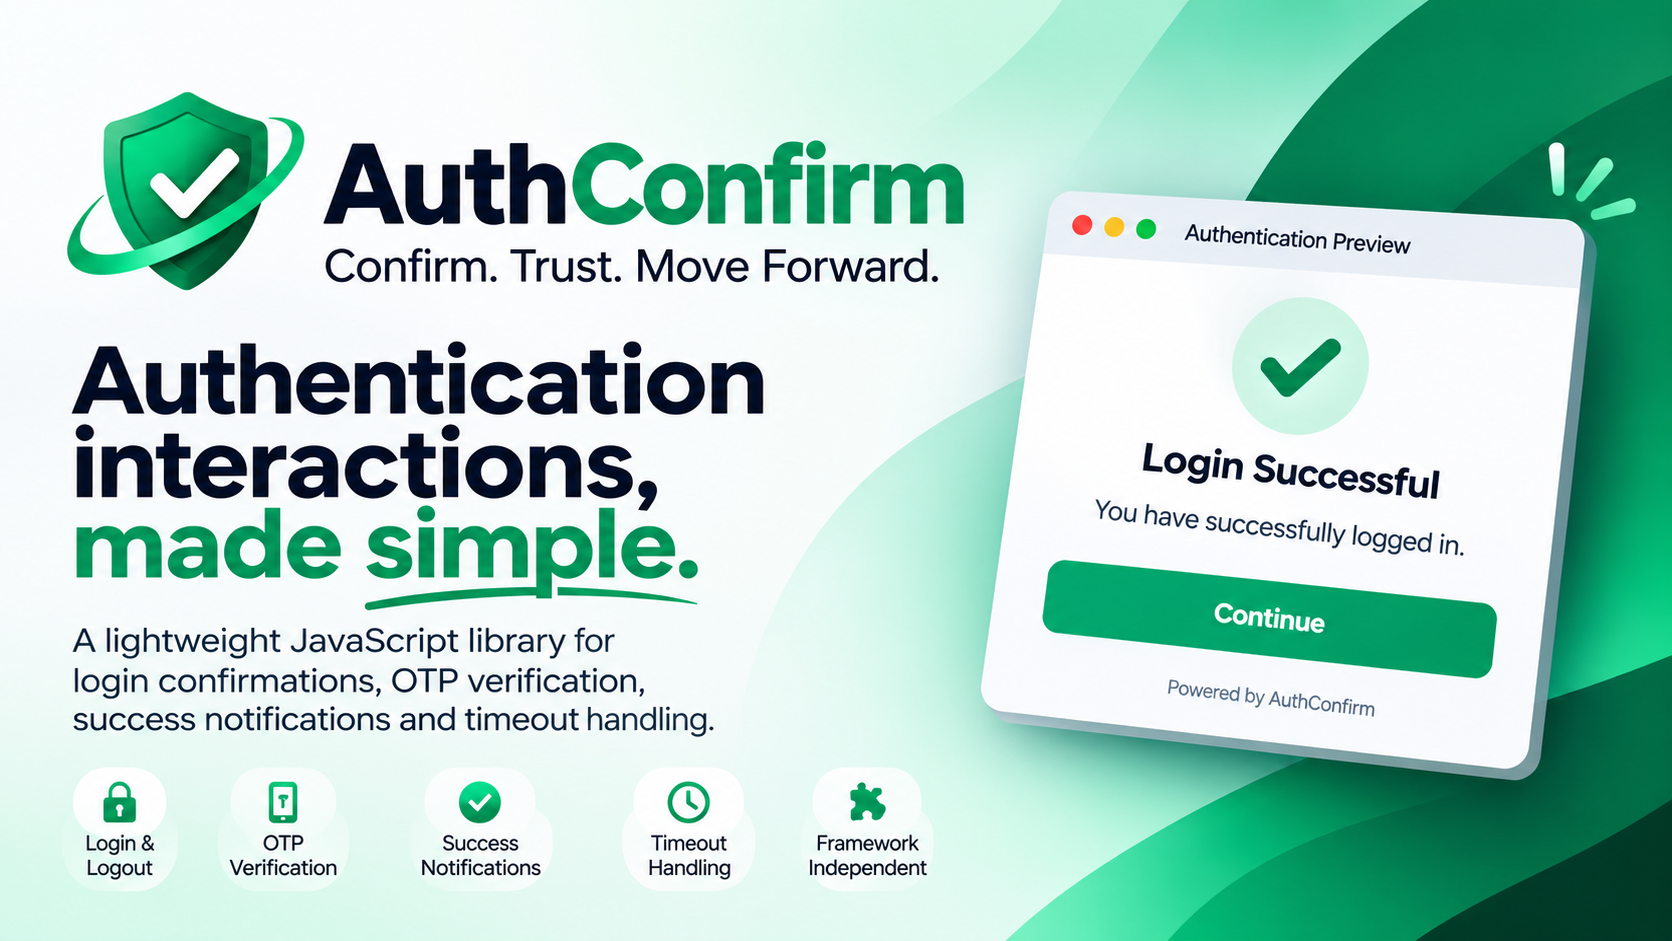 AuthConfirm
Confirm. Trust. Move Forward.
Authentication
interactions,
made simple.
A lightweight JavaScript library for
login confirmations, OTP verification,
success notifications and timeout handling.
Login &
Logout
OTP
Verification
Success
Notifications
Timeout
Handling
Framework
Independent
Authentication Preview
Login Successful
You have successfully logged in.
Continue
Powered by AuthConfirm